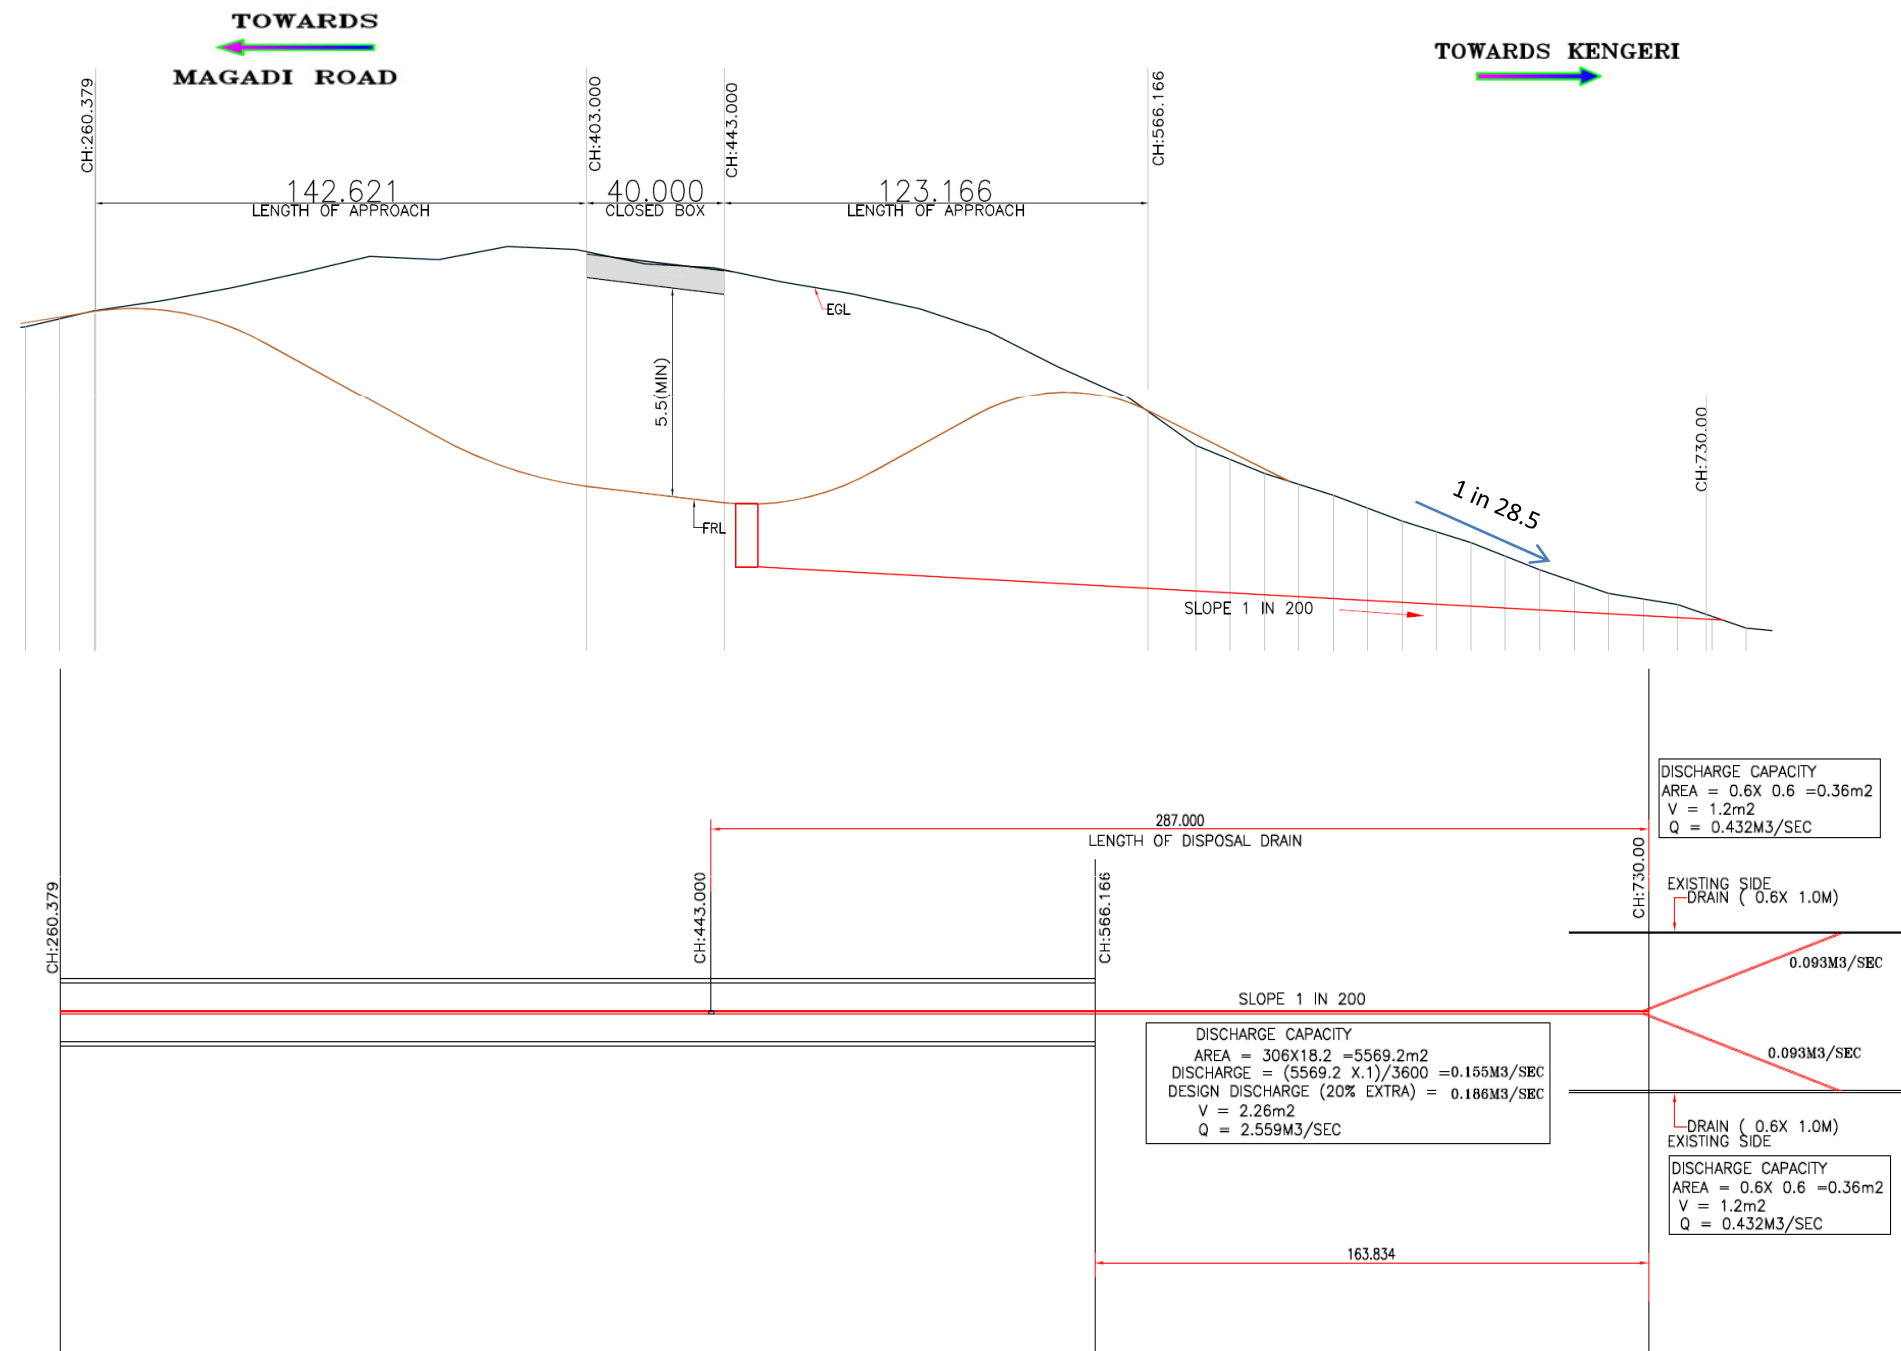 TOWARDS
MAGADI ROAD
TOWARDS KENGERI
CH:260.379
CH:403.000
CH:443.000
CH:566.166
142.621
LENGTH OF APPROACH
40.000
CLOSED BOX
123.166
LENGTH OF APPROACH
EGL
5.5(MIN)
FRL
CH:730.00
1 in 28.5
SLOPE 1 IN 200
DISCHARGE CAPACITY
AREA = 0.6X 0.6 =0.36m2
V = 1.2m2
Q = 0.432M3/SEC
287.000
LENGTH OF DISPOSAL DRAIN
CH:260.379
CH:443.000
CH:566.166
CH:730.00
EXISTING SIDE
DRAIN ( 0.6X 1.0M)
0.093M3/SEC
SLOPE 1 IN 200
DISCHARGE CAPACITY
AREA = 306X18.2 =5569.2m2
DISCHARGE = (5569.2 X.1)/3600 =0.155M3/SEC
DESIGN DISCHARGE (20% EXTRA) = 0.186M3/SEC
V = 2.26m2
Q = 2.559M3/SEC
0.093M3/SEC
DRAIN ( 0.6X 1.0M)
EXISTING SIDE
DISCHARGE CAPACITY
AREA = 0.6X 0.6 =0.36m2
V = 1.2m2
Q = 0.432M3/SEC
163.834